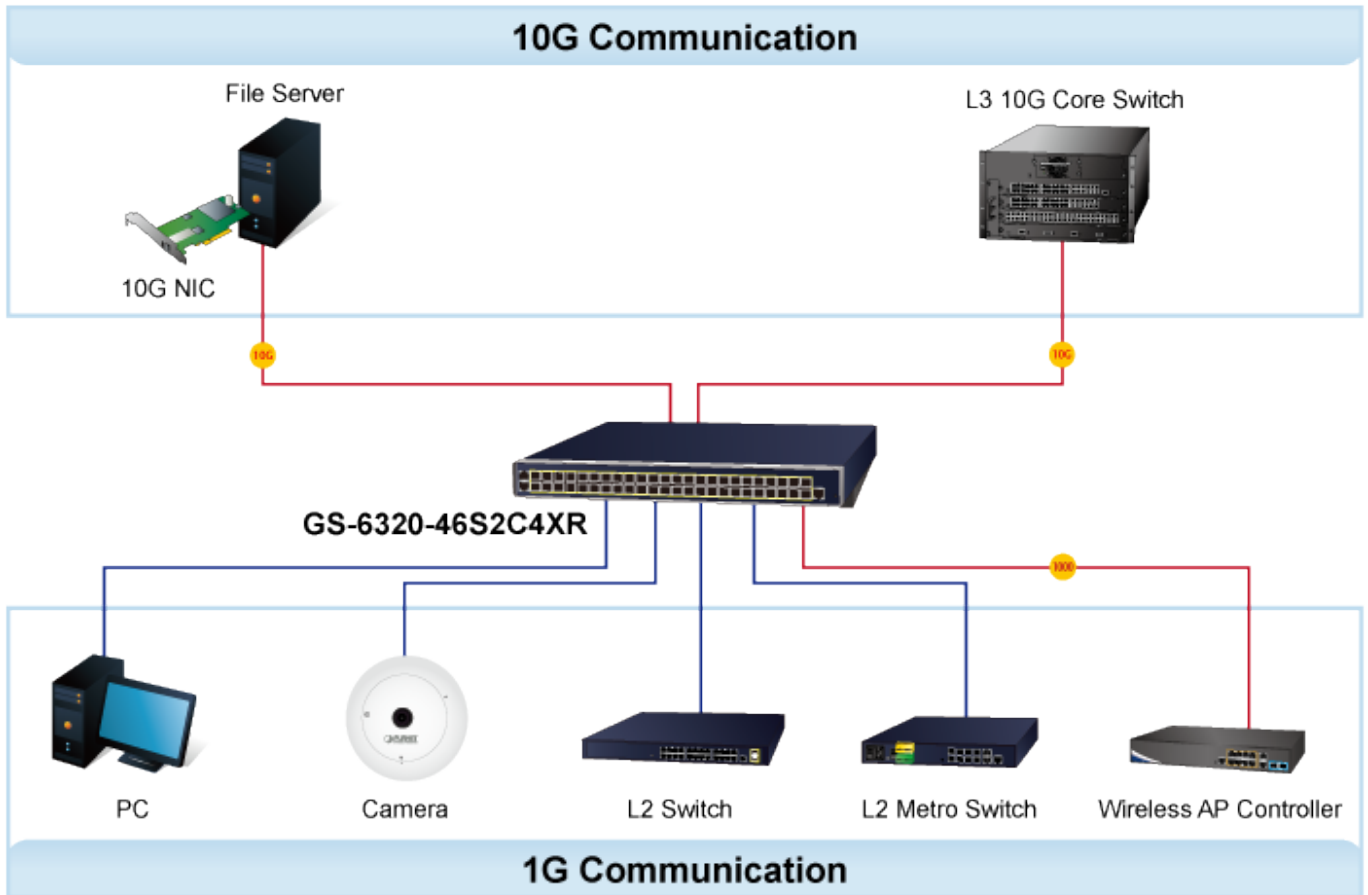 10G Communication
File Server
L3 10G Core Switch
10G NIC
10G
10G
GS-6320-46S2C4XR
1000
PLANET
PC
Camera
L2 Switch
L2 Metro Switch
Wireless AP Controller
1G Communication